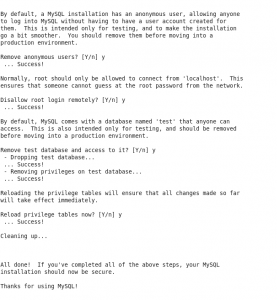 By default, a MySQL installation has an anonymous user, allowing anyone
to log into MySQL without having to have a user account created for
them.  This is intended only for testing, and to make the installation
go a bit smoother.  You should remove them before moving into a
production environment.

Remove anonymous users? [Y/n] y
 ... Success!

Normally, root should only be allowed to connect from 'localhost'.  This
ensures that someone cannot guess at the root password from the network.

Disallow root login remotely? [Y/n] y
 ... Success!

By default, MySQL comes with a database named 'test' that anyone can
access.  This is also intended only for testing, and should be removed
before moving into a production environment.

Remove test database and access to it? [Y/n] y
 - Dropping test database...
 ... Success!
 - Removing privileges on test database...
 ... Success!

Reloading the privilege tables will ensure that all changes made so far
will take effect immediately.

Reload privilege tables now? [Y/n] y
 ... Success!

Cleaning up...

All done!  If you've completed all of the above steps, your MySQL
installation should now be secure.

Thanks for using MySQL!